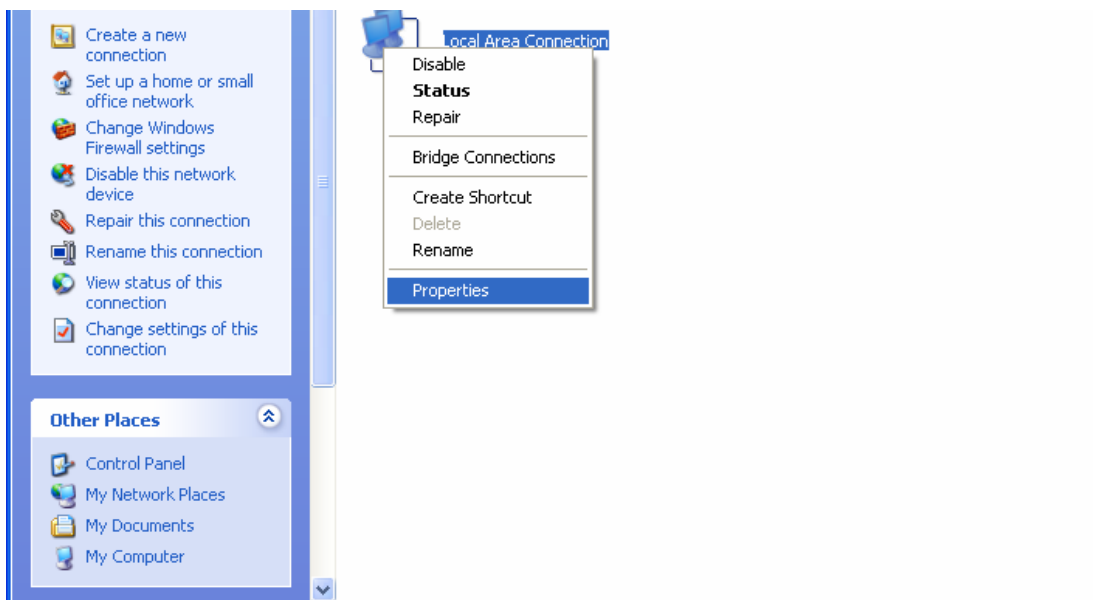 Create a new
connection
Set up a home or small
office network
Change Windows
Firewall settings
Disable this network
device
Repair this connection
Rename this connection
View status of this
connection
Change settings of this
connection
Other Places
Control Panel
My Network Places
My Documents
My Computer
Local Area Connection
Disable
Status
Repair
Bridge Connections
Create Shortcut
Delete
Rename
Properties